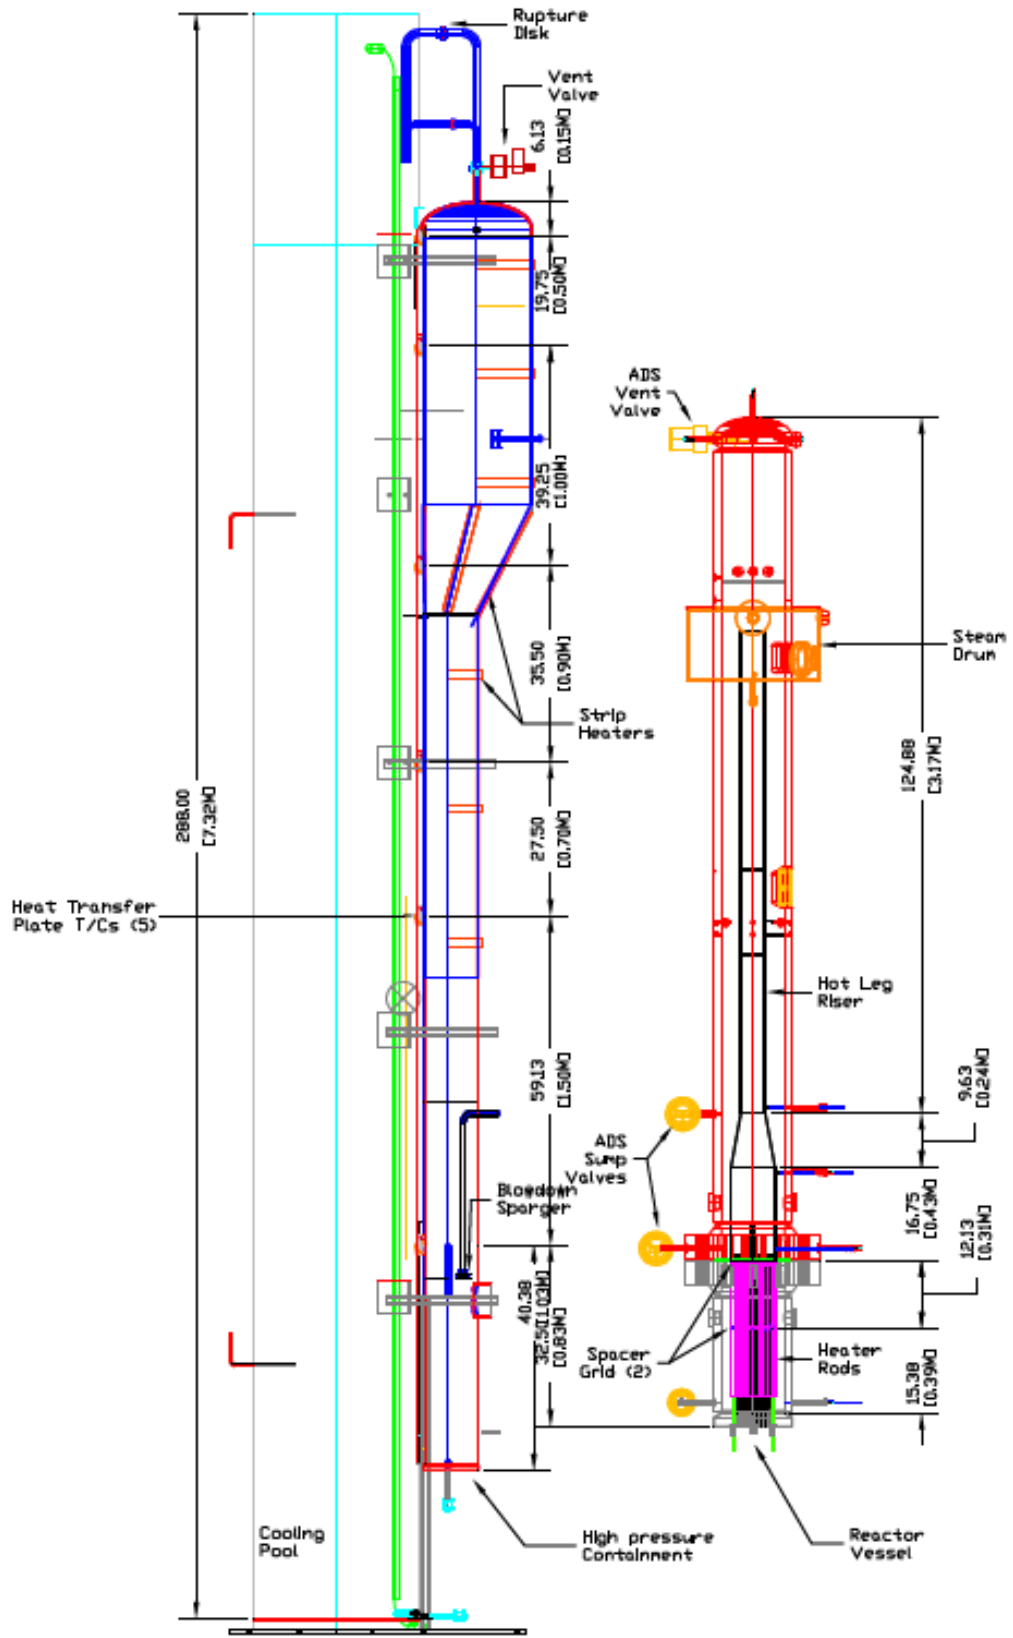 Rupture
Disk
Vent
Valve
6.13
[0.15M]
19.75
[0.50M]
ADS
Vent
Valve
39.25
[1.00M]
Steam
Drum
35.50
[0.90M]
Strip
Heaters
124.88
[3.17M]
288.00
[7.32M]
27.50
[0.70M]
Heat Transfer
Plate T/Cs (5)
Hot Leg
Riser
59.13
[1.50M]
9.63
[0.24M]
ADS
Sump
Valves
Blowdown
Sparger
16.75
[0.43M]
12.13
[0.31M]
40.38
[1.03M]
32.50
[0.83M]
Spacer
Grid (2)
Heater
Rods
15.38
[0.39M]
Cooling
Pool
High pressure
Containment
Reactor
Vessel